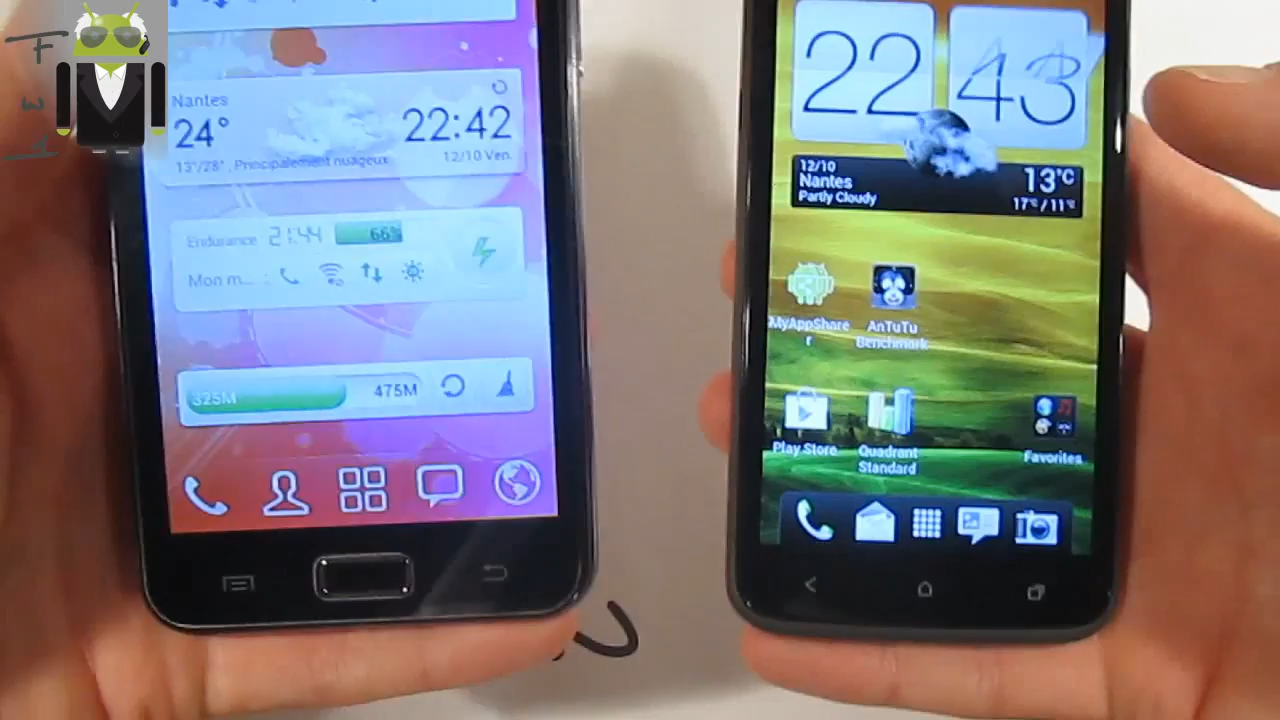 Nantes
24°
22:42
13°/28°, Principalement nuageux
12/10 Ven.
Endurance 21:44 66%
Mon m... :
325M 475M
22 43
12/10
Nantes
Partly Cloudy
13°C
17°/11°
MyAppSharer
AnTuTu
Benchmark
Play Store
Quadrant
Standard
Favorites